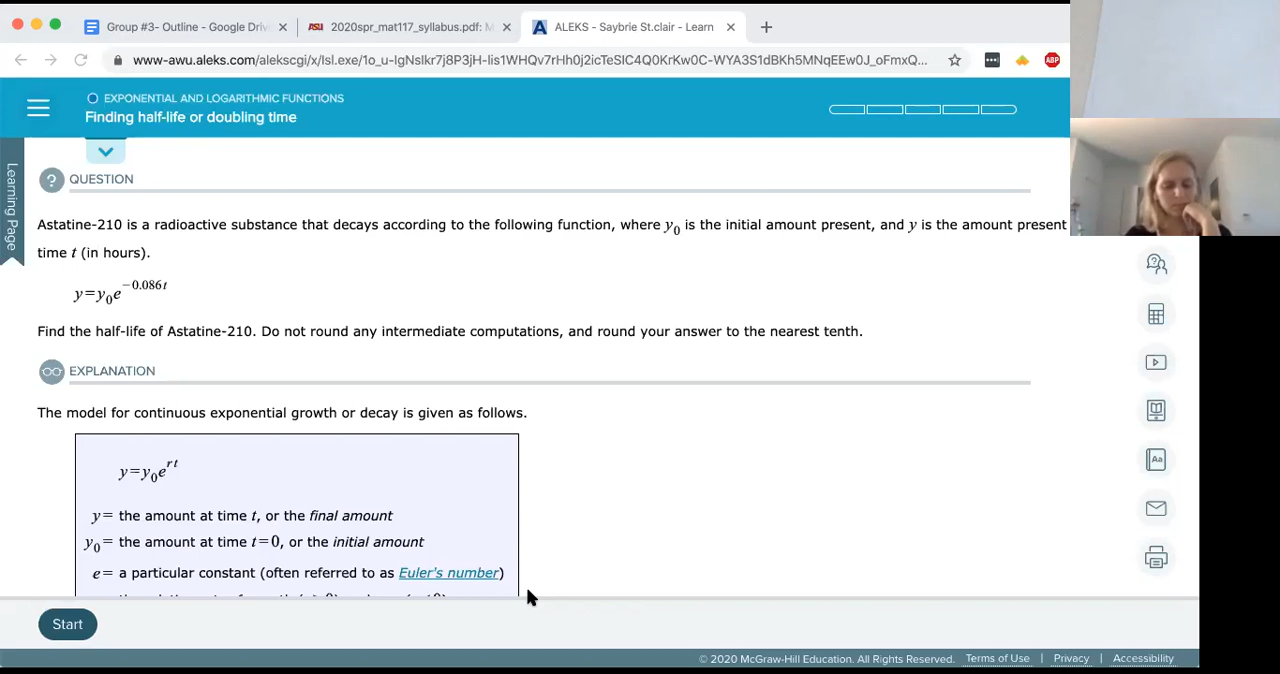 Group #3- Outline - Google Driv
2020spr_mat117_syllabus.pdf: M
ALEKS - Saybrie St.clair - Learn
www-awu.aleks.com/alekscgi/x/lsl.exe/1o_u-IgNslkr7j8P3jH-lis1WHQv7rHh0j2icTeSIC4Q0KrKw0C-WYA3S1dBKh5MNqEEw0J_oFmxQ...
ABP
EXPONENTIAL AND LOGARITHMIC FUNCTIONS
Finding half-life or doubling time
Learning Page
? QUESTION
Astatine-210 is a radioactive substance that decays according to the following function, where y₀ is the initial amount present, and y is the amount present
time t (in hours).
y=y₀e^−0.086t
Find the half-life of Astatine-210. Do not round any intermediate computations, and round your answer to the nearest tenth.
EXPLANATION
The model for continuous exponential growth or decay is given as follows.
y=y₀e^rt
y= the amount at time t, or the final amount
y₀= the amount at time t=0, or the initial amount
e= a particular constant (often referred to as Euler's number)
Aa
Start
© 2020 McGraw-Hill Education. All Rights Reserved. Terms of Use | Privacy | Accessibility